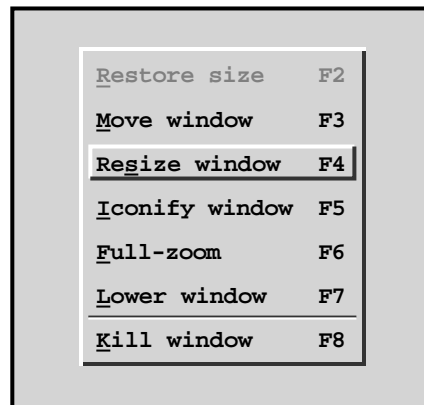 Restore size F2
Move window F3
Resize window F4
Iconify window F5
Full-zoom F6
Lower window F7
Kill window F8